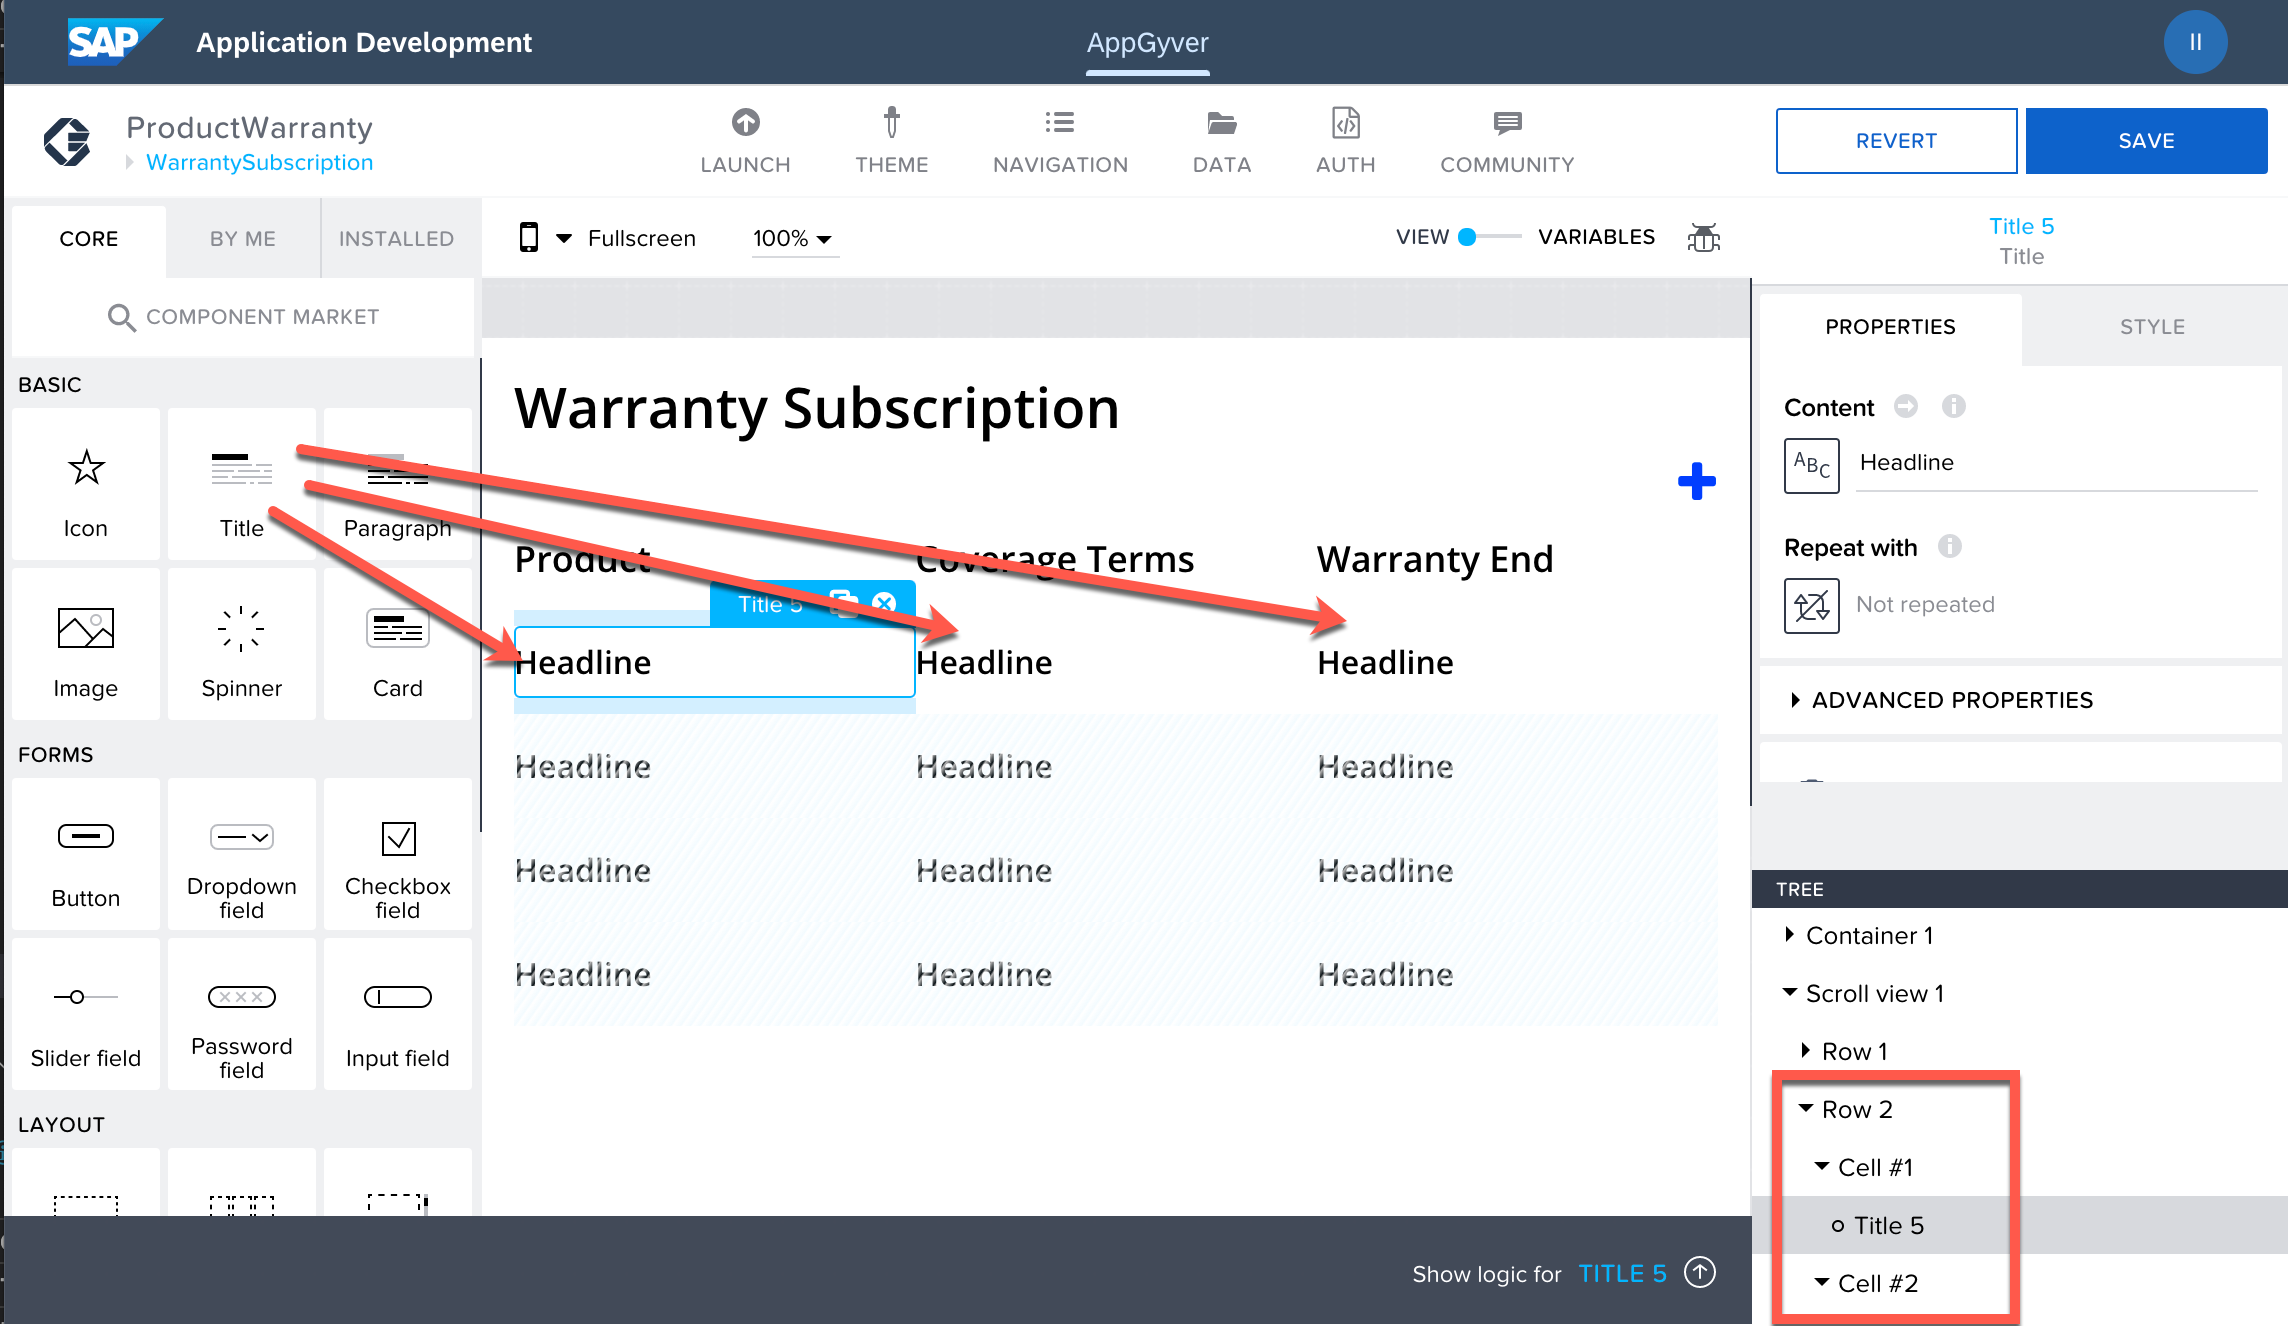 SAP Application Development
AppGyver
II
ProductWarranty
WarrantySubscription
LAUNCH
THEME
NAVIGATION
DATA
AUTH
COMMUNITY
REVERT
SAVE
CORE
BY ME
INSTALLED
COMPONENT MARKET
Fullscreen
100%
VIEW
VARIABLES
Title 5
Title
PROPERTIES
STYLE
BASIC
Icon
Title
Paragraph
Image
Spinner
Card
FORMS
Button
Dropdown
field
Checkbox
field
Slider field
Password
field
Input field
LAYOUT
Warranty Subscription
Product
Coverage Terms
Warranty End
Title 5
Headline
Headline
Headline
Headline
Headline
Headline
Headline
Headline
Headline
Headline
Headline
Headline
Show logic for TITLE 5
Content
ABC
Headline
Repeat with
Not repeated
ADVANCED PROPERTIES
TREE
Container 1
Scroll view 1
Row 1
Row 2
Cell #1
Title 5
Cell #2